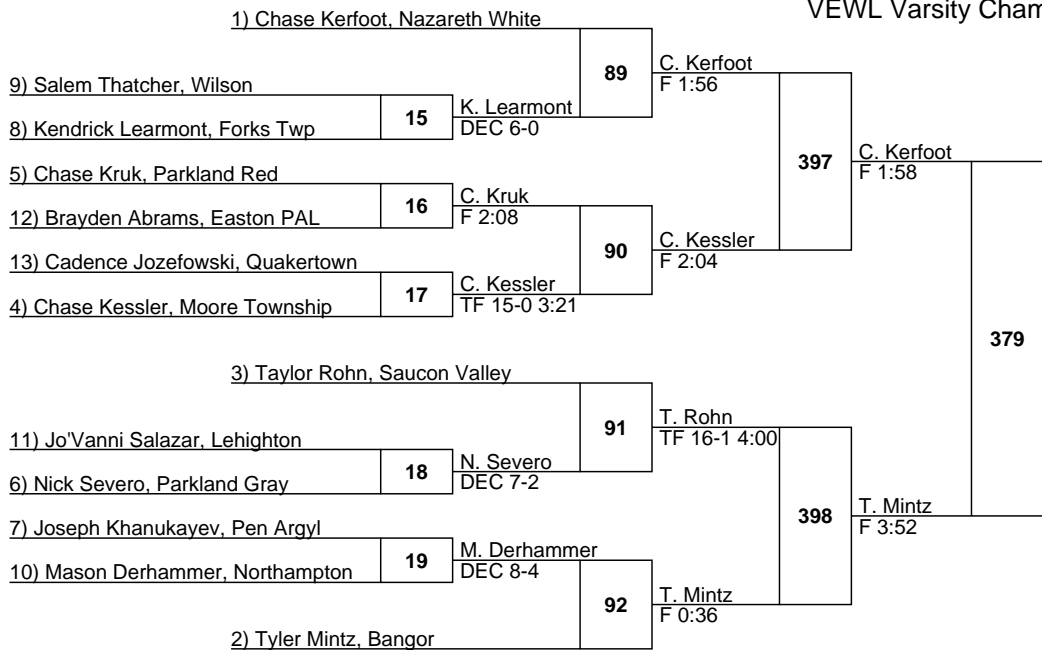 VEWL Varsity Cham
1) Chase Kerfoot, Nazareth White
89
C. Kerfoot
F 1:56
9) Salem Thatcher, Wilson
15
K. Learmont
DEC 6-0
8) Kendrick Learmont, Forks Twp
397
C. Kerfoot
F 1:58
5) Chase Kruk, Parkland Red
16
C. Kruk
F 2:08
12) Brayden Abrams, Easton PAL
90
C. Kessler
F 2:04
13) Cadence Jozefowski, Quakertown
17
C. Kessler
TF 15-0 3:21
4) Chase Kessler, Moore Township
379
3) Taylor Rohn, Saucon Valley
91
T. Rohn
TF 16-1 4:00
11) Jo'Vanni Salazar, Lehighton
18
N. Severo
DEC 7-2
6) Nick Severo, Parkland Gray
398
T. Mintz
F 3:52
7) Joseph Khanukayev, Pen Argyl
19
M. Derhammer
DEC 8-4
10) Mason Derhammer, Northampton
92
T. Mintz
F 0:36
2) Tyler Mintz, Bangor